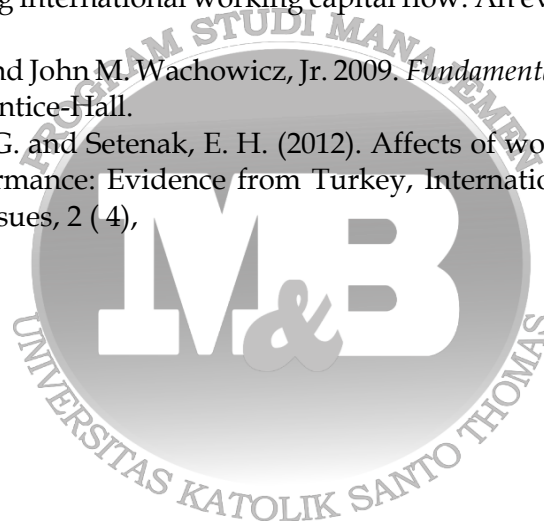 g international working capital flow: An ev
nd John M. Wachowicz, Jr. 2009. Fundament
ntice-Hall.
G. and Setenak, E. H. (2012). Affects of wo
rmance: Evidence from Turkey, Internatio
sues, 2 ( 4),
PROGRAM STUDI MANAJEMEN
M&B
UNIVERSITAS KATOLIK SANTO THOMAS